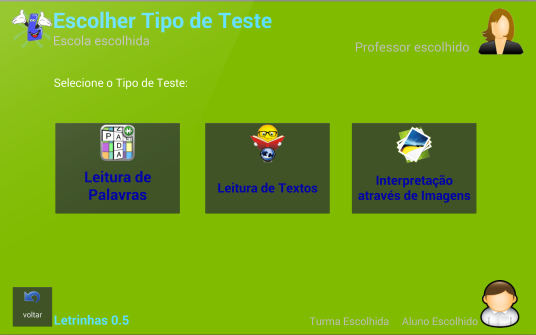 Escolher Tipo de Teste
Escola escolhida
Professor escolhido
Selecione o Tipo de Teste:
Leitura de
Palavras
Leitura de Textos
Interpretação
através de Imagens
voltar
Letrinhas 0.5
Turma Escolhida
Aluno Escolhido